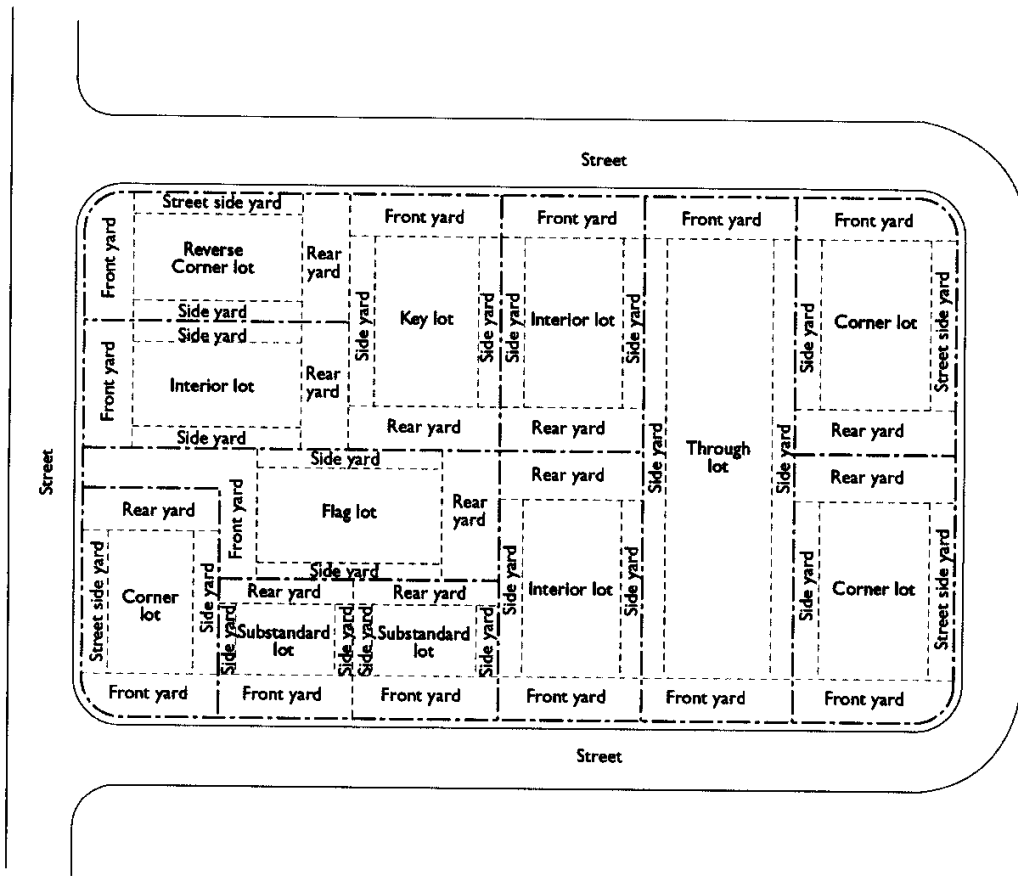 Street
Street side yard
Front yard
Reverse
Corner lot
Rear
yard
Side yard
Front yard
Side yard
Key lot
Side yard
Rear yard
Front yard
Side yard
Interior lot
Side yard
Rear yard
Front yard
Side yard
Through
lot
Side yard
Front yard
Front yard
Side yard
Corner lot
Street side yard
Rear yard
Side yard
Front yard
Interior lot
Rear
yard
Side yard
Street
Side yard
Front yard
Flag lot
Rear
yard
Side yard
Rear yard
Street side yard
Corner
lot
Side yard
Front yard
Rear yard
Side yard
Substandard
lot
Side yard
Front yard
Rear yard
Side yard
Substandard
lot
Side yard
Front yard
Rear yard
Side yard
Interior lot
Side yard
Front yard
Rear yard
Side yard
Corner lot
Street side yard
Front yard
Street